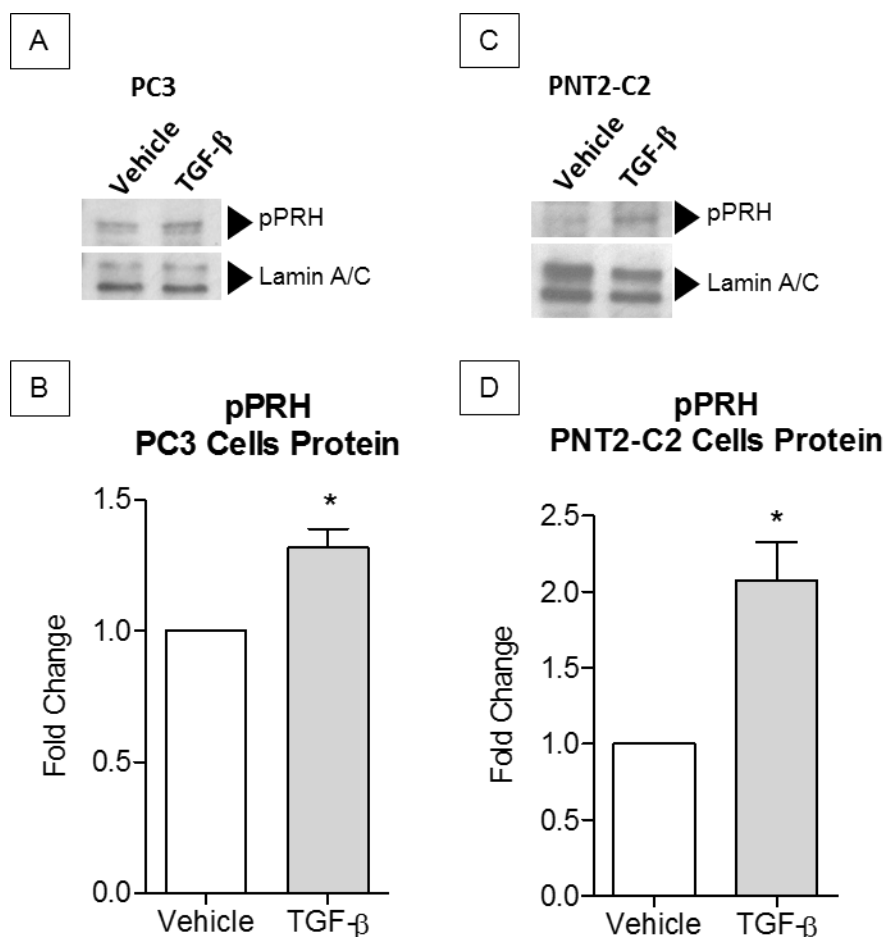 A
PC3
Vehicle
TGF-β
pPRH
Lamin A/C
B
pPRH
PC3 Cells Protein
1.5
1.0
0.5
0.0
Fold Change
*
Vehicle
TGF-β
C
PNT2-C2
Vehicle
TGF-β
pPRH
Lamin A/C
D
pPRH
PNT2-C2 Cells Protein
2.5
2.0
1.5
1.0
0.5
0.0
Fold Change
*
Vehicle
TGF-β